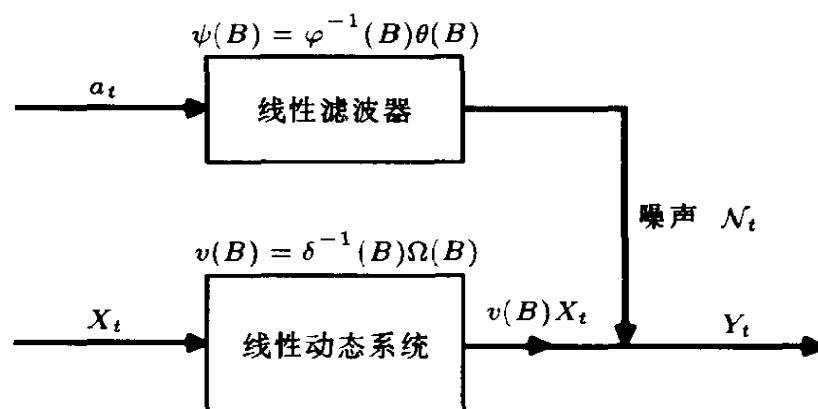 ψ(B) = φ⁻¹(B)θ(B)
a_t
线性滤波器
噪声 𝒩_t
v(B) = δ⁻¹(B)Ω(B)
X_t
线性动态系统
v(B)X_t
Y_t